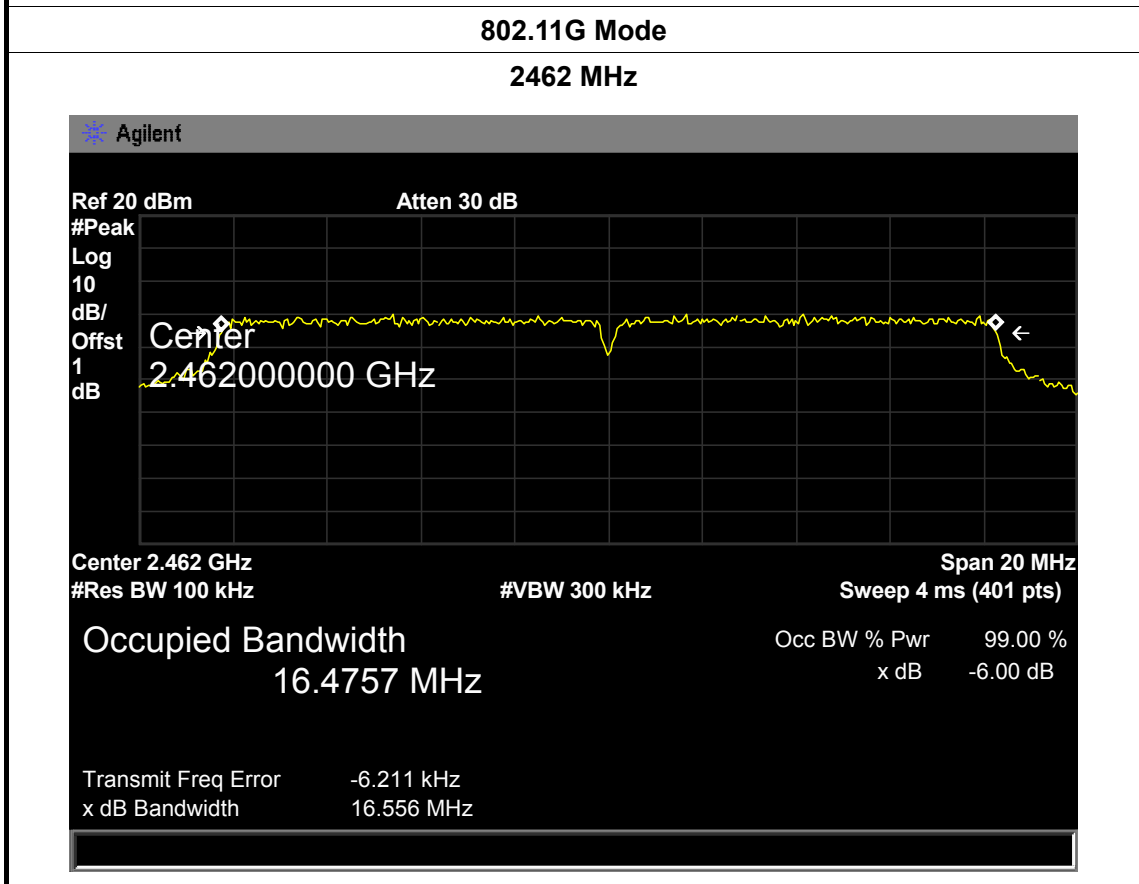 802.11G Mode
2462 MHz
Agilent
Ref 20 dBm Atten 30 dB
#Peak
Log
10
dB/
Offst
1
dB
Center
2.462000000 GHz
Center 2.462 GHz Span 20 MHz
#Res BW 100 kHz #VBW 300 kHz Sweep 4 ms (401 pts)
Occupied Bandwidth Occ BW % Pwr 99.00 %
16.4757 MHz x dB -6.00 dB
Transmit Freq Error -6.211 kHz
x dB Bandwidth 16.556 MHz